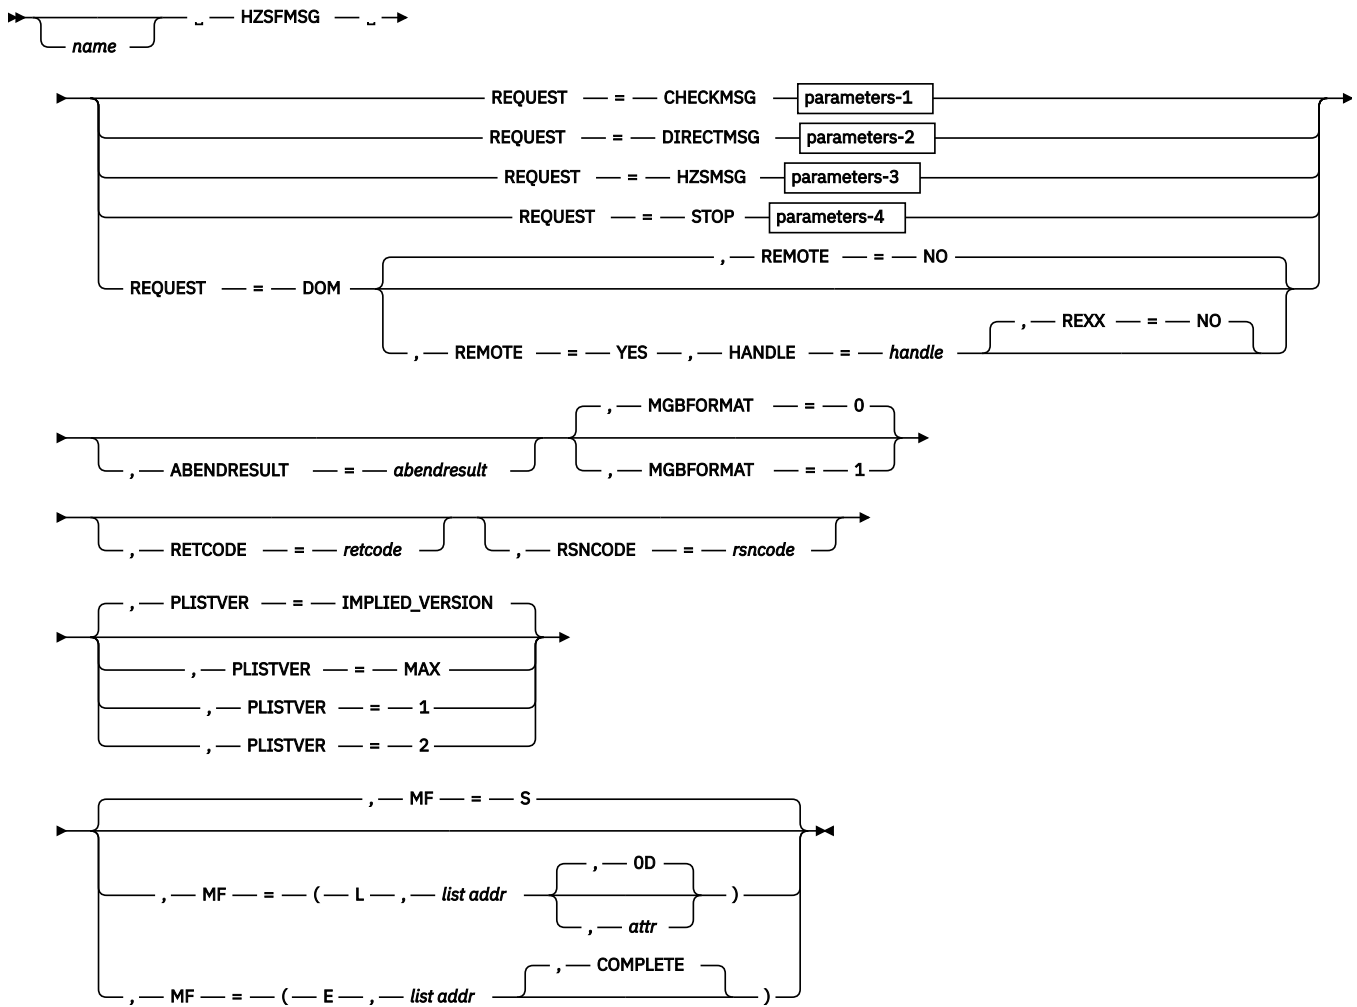 ␣ HZSFMSG ␣
name
REQUEST = CHECKMSG parameters-1
REQUEST = DIRECTMSG parameters-2
REQUEST = HZSMSG parameters-3
REQUEST = STOP parameters-4
, REMOTE = NO
REQUEST = DOM
, REXX = NO
, REMOTE = YES , HANDLE = handle
, MGBFORMAT = 0
, ABENDRESULT = abendresult , MGBFORMAT = 1
, RETCODE = retcode , RSNCODE = rsncode
, PLISTVER = IMPLIED_VERSION
, PLISTVER = MAX
, PLISTVER = 1
, PLISTVER = 2
, MF = S
, 0D
, MF = ( L , list addr )
, attr
, COMPLETE
, MF = ( E , list addr )